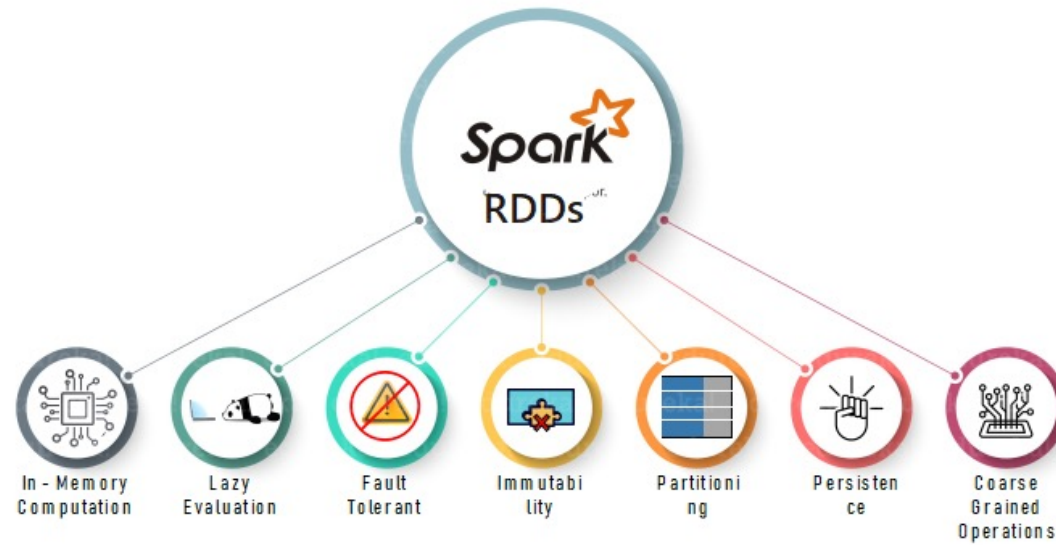 Spark
RDDs
In - Memory
Computation
Lazy
Evaluation
Fault
Tolerant
Immutabi
lity
Partitioni
ng
Persisten
ce
Coarse
Grained
Operations